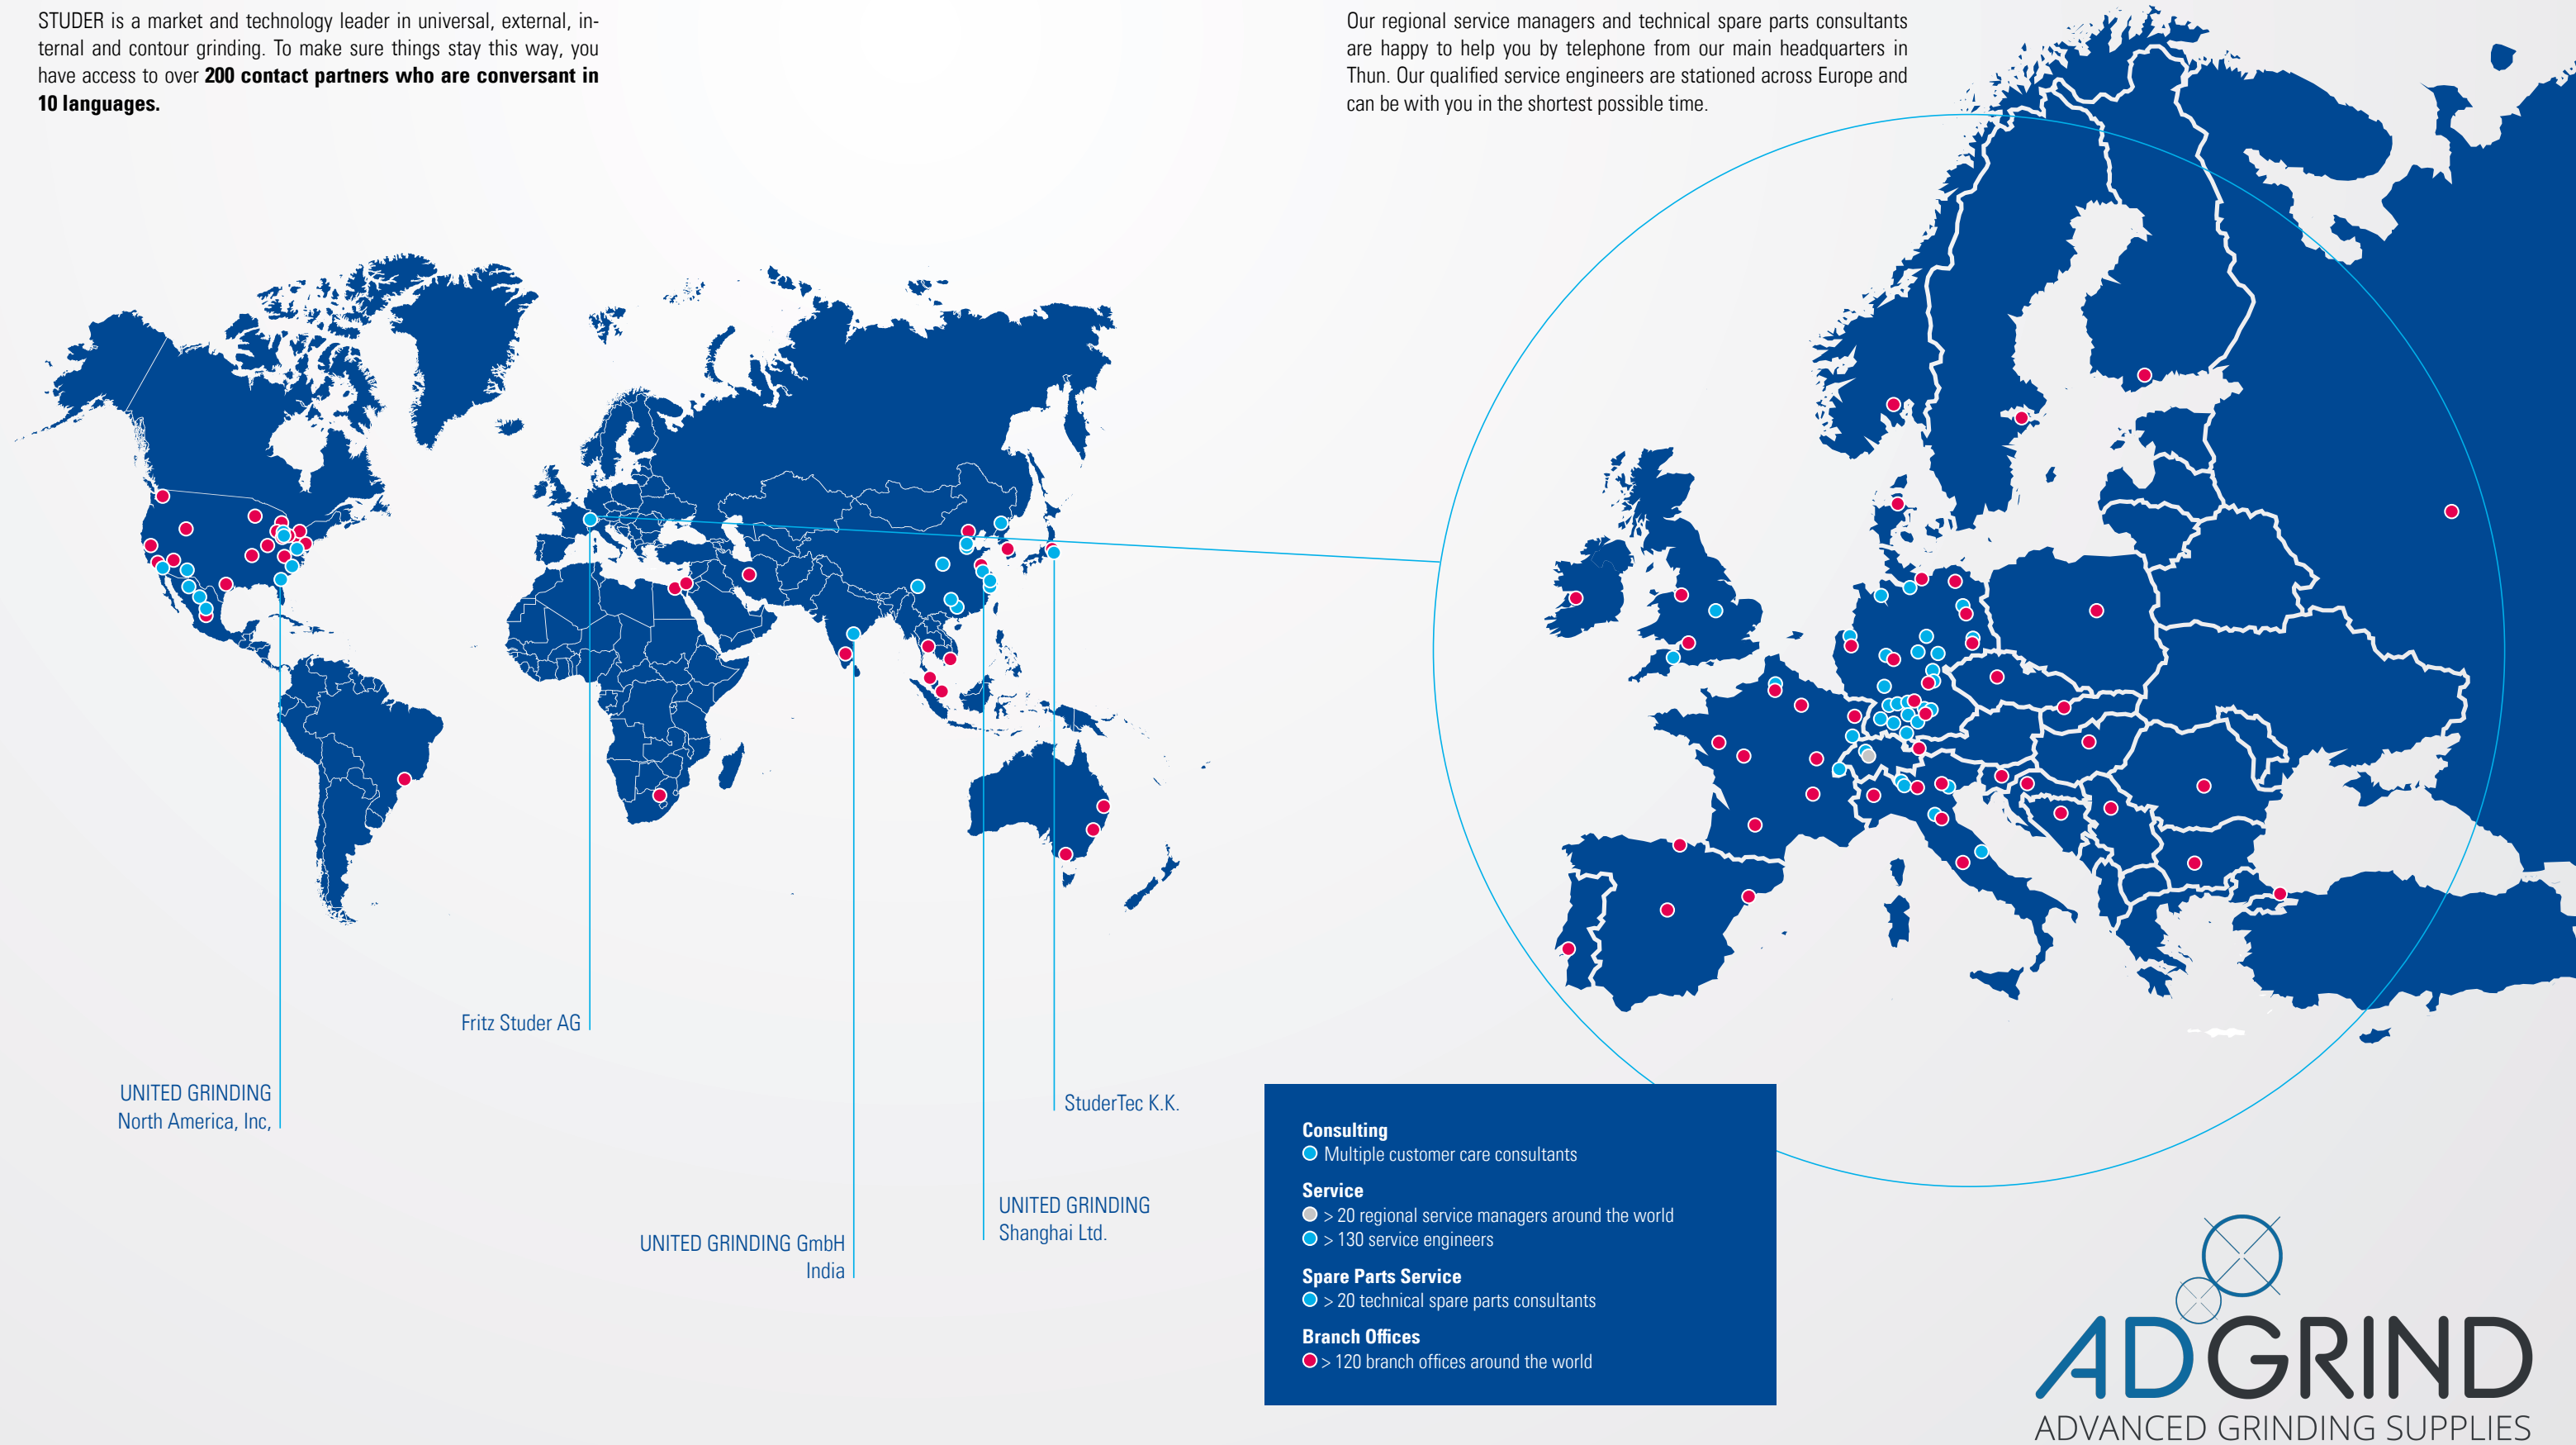 STUDER is a market and technology leader in universal, external, in-
ternal and contour grinding. To make sure things stay this way, you
have access to over 200 contact partners who are conversant in
10 languages.
Our regional service managers and technical spare parts consultants
are happy to help you by telephone from our main headquarters in
Thun. Our qualified service engineers are stationed across Europe and
can be with you in the shortest possible time.
Fritz Studer AG
UNITED GRINDING
North America, Inc,
StuderTec K.K.
UNITED GRINDING
Shanghai Ltd.
UNITED GRINDING GmbH
India
Consulting
Multiple customer care consultants
Service
> 20 regional service managers around the world
> 130 service engineers
Spare Parts Service
> 20 technical spare parts consultants
Branch Offices
> 120 branch offices around the world
ADGRIND
ADVANCED GRINDING SUPPLIES